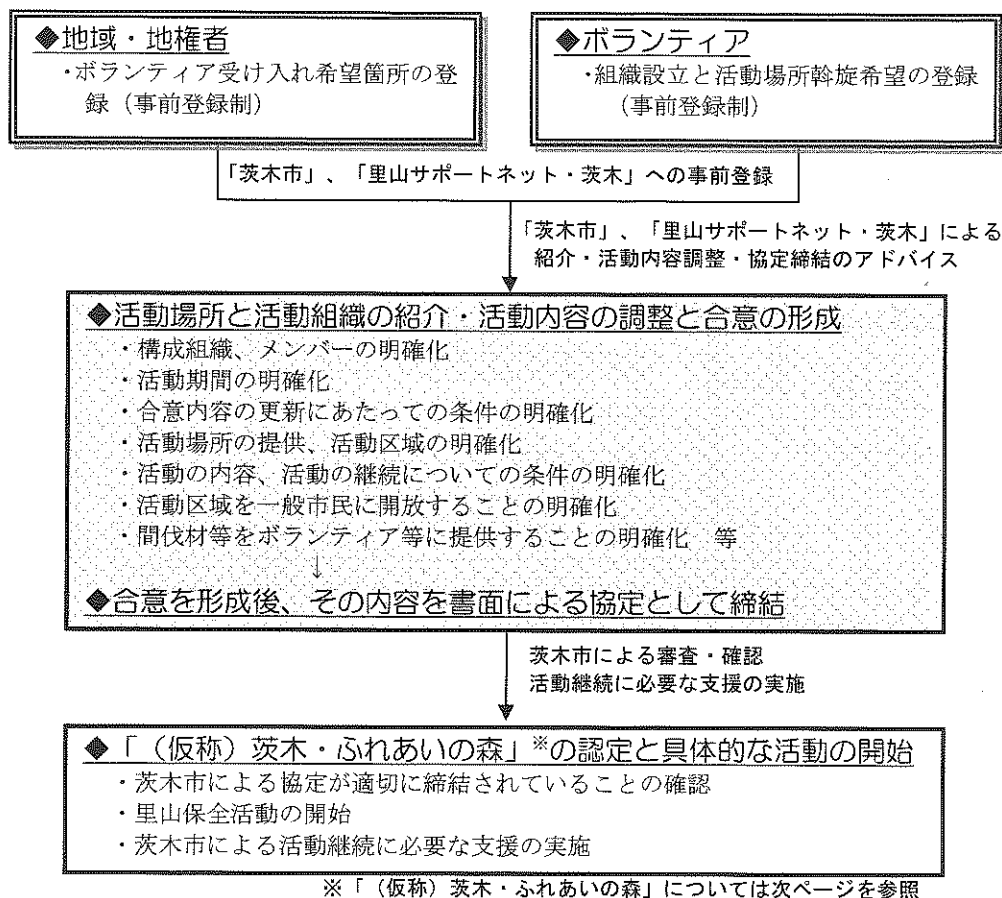 ◆地域・地権者
・ボランティア受け入れ希望箇所の登
録（事前登録制）
◆ボランティア
・組織設立と活動場所斡旋希望の登録
（事前登録制）
「茨木市」、「里山サポートネット・茨木」への事前登録
「茨木市」、「里山サポートネット・茨木」による
紹介・活動内容調整・協定締結のアドバイス
◆活動場所と活動組織の紹介・活動内容の調整と合意の形成
・構成組織、メンバーの明確化
・活動期間の明確化
・合意内容の更新にあたっての条件の明確化
・活動場所の提供、活動区域の明確化
・活動の内容、活動の継続についての条件の明確化
・活動区域を一般市民に開放することの明確化
・間伐材等をボランティア等に提供することの明確化　等
↓
◆合意を形成後、その内容を書面による協定として締結
茨木市による審査・確認
活動継続に必要な支援の実施
◆「（仮称）茨木・ふれあいの森」※の認定と具体的な活動の開始
・茨木市による協定が適切に締結されていることの確認
・里山保全活動の開始
・茨木市による活動継続に必要な支援の実施
※「（仮称）茨木・ふれあいの森」については次ページを参照